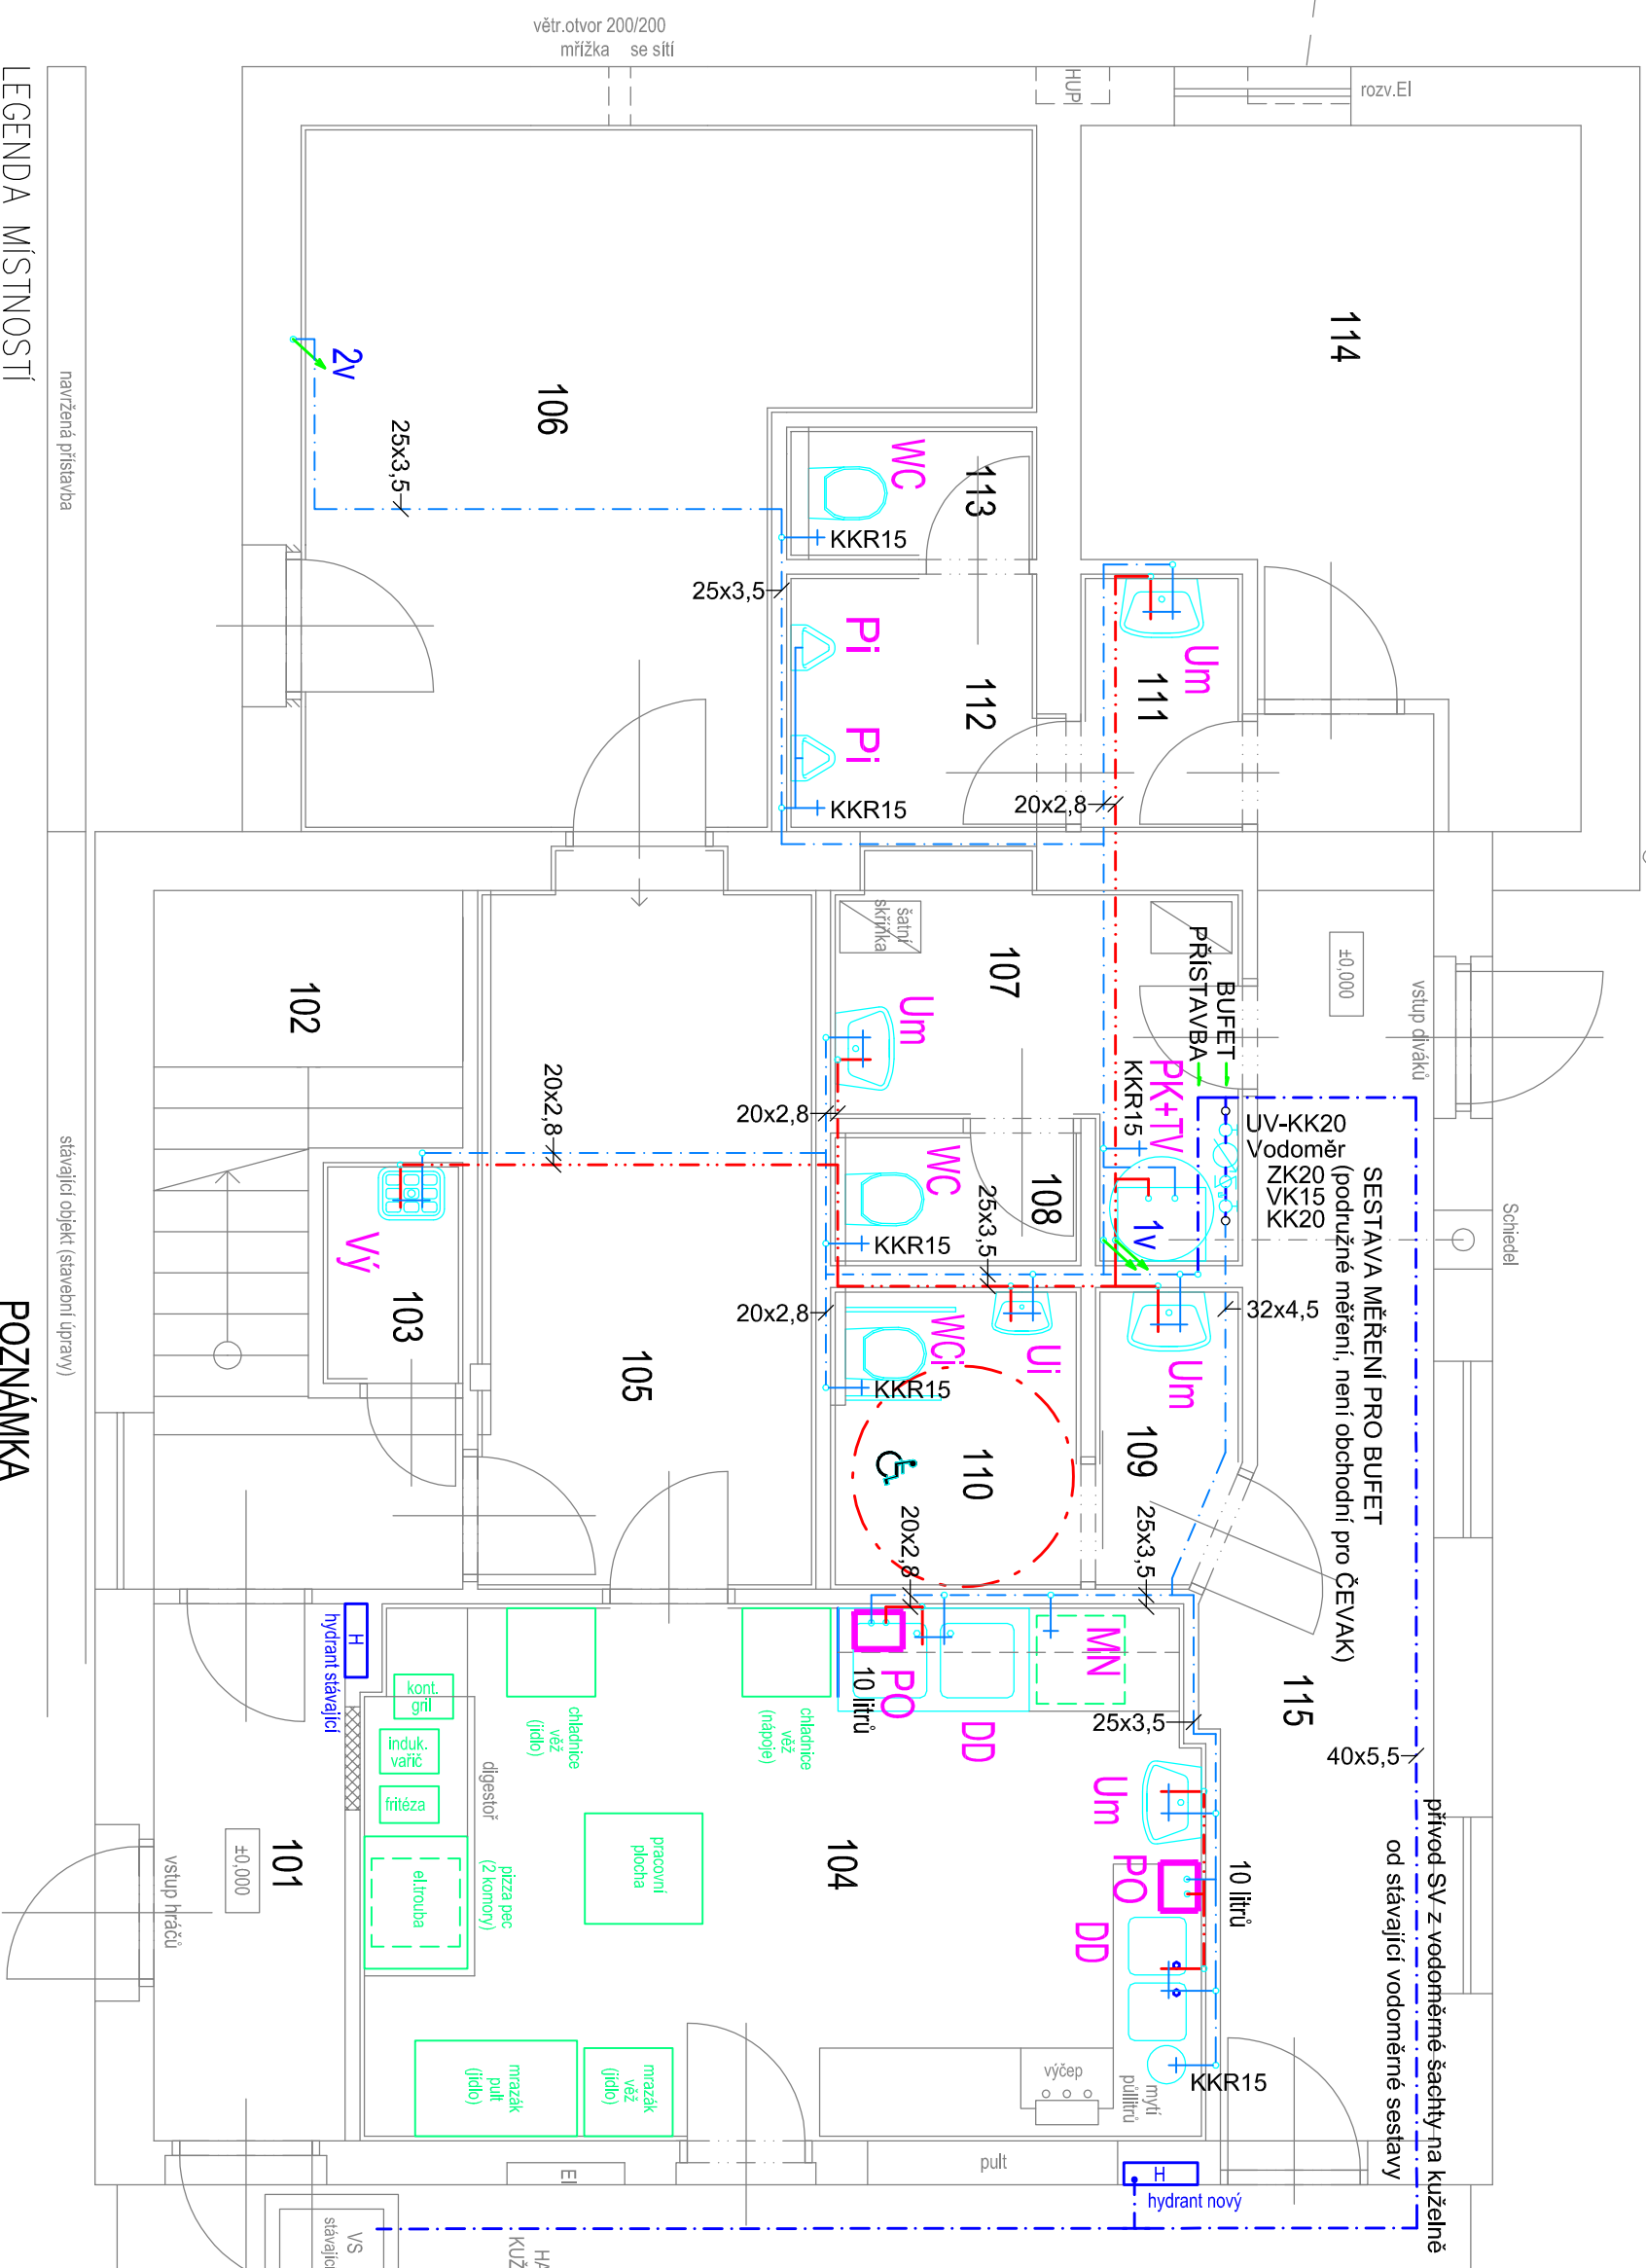 větr.otvor 200/200
mřížka se sítí
HUP
rozv.El
LEGENDA MÍSTNOSTÍ
navržená přístavba
114
2V
106
25x3,5
WC
113
KKR15
25x3,5
Pi
Pi
112
KKR15
Um
111
20x2,8
šatní
skříňka
107
Um
±0,000
vstup diváků
BUFET
PŘÍSTAVBA
102
20x2,8
20x2,8
PK+TV
KKR15
1V
UV-KK20
Vodoměr
ZK20
VK15
KK20
SESTAVA MĚŘENÍ PRO BUFET
(podružné měření, není obchodní pro ČEVAK)
Schiedel
WC
108
25x3,5
KKR15
stávající objekt (stavební úpravy)
Vý
103
POZNÁMKA
105
20x2,8
WCi
Ui
KKR15
32x4,5
Um
109
110
20x2,8
25x3,5
115
40x5,5
přívod SV z vodoměrné šachty na kuželně
od stávající vodoměrné sestavy
H
hydrant stávající
kont.
gril
induk.
vařič
fritéza
digestoř
el.trouba
pizza pec
(2 komory)
chladnice
věž
(jídlo)
chladnice
věž
(nápoje)
PO
10 litrů
DD
MN
25x3,5
Um
PO
10 litrů
DD
pracovní
plocha
104
101
±0,000
vstup hráčů
mrazák
pult
(jídlo)
mrazák
věž
(jídlo)
výčep
mytí
půllitrů
KKR15
pult
El
H
hydrant nový
VS
stávající
HA
KUŽ